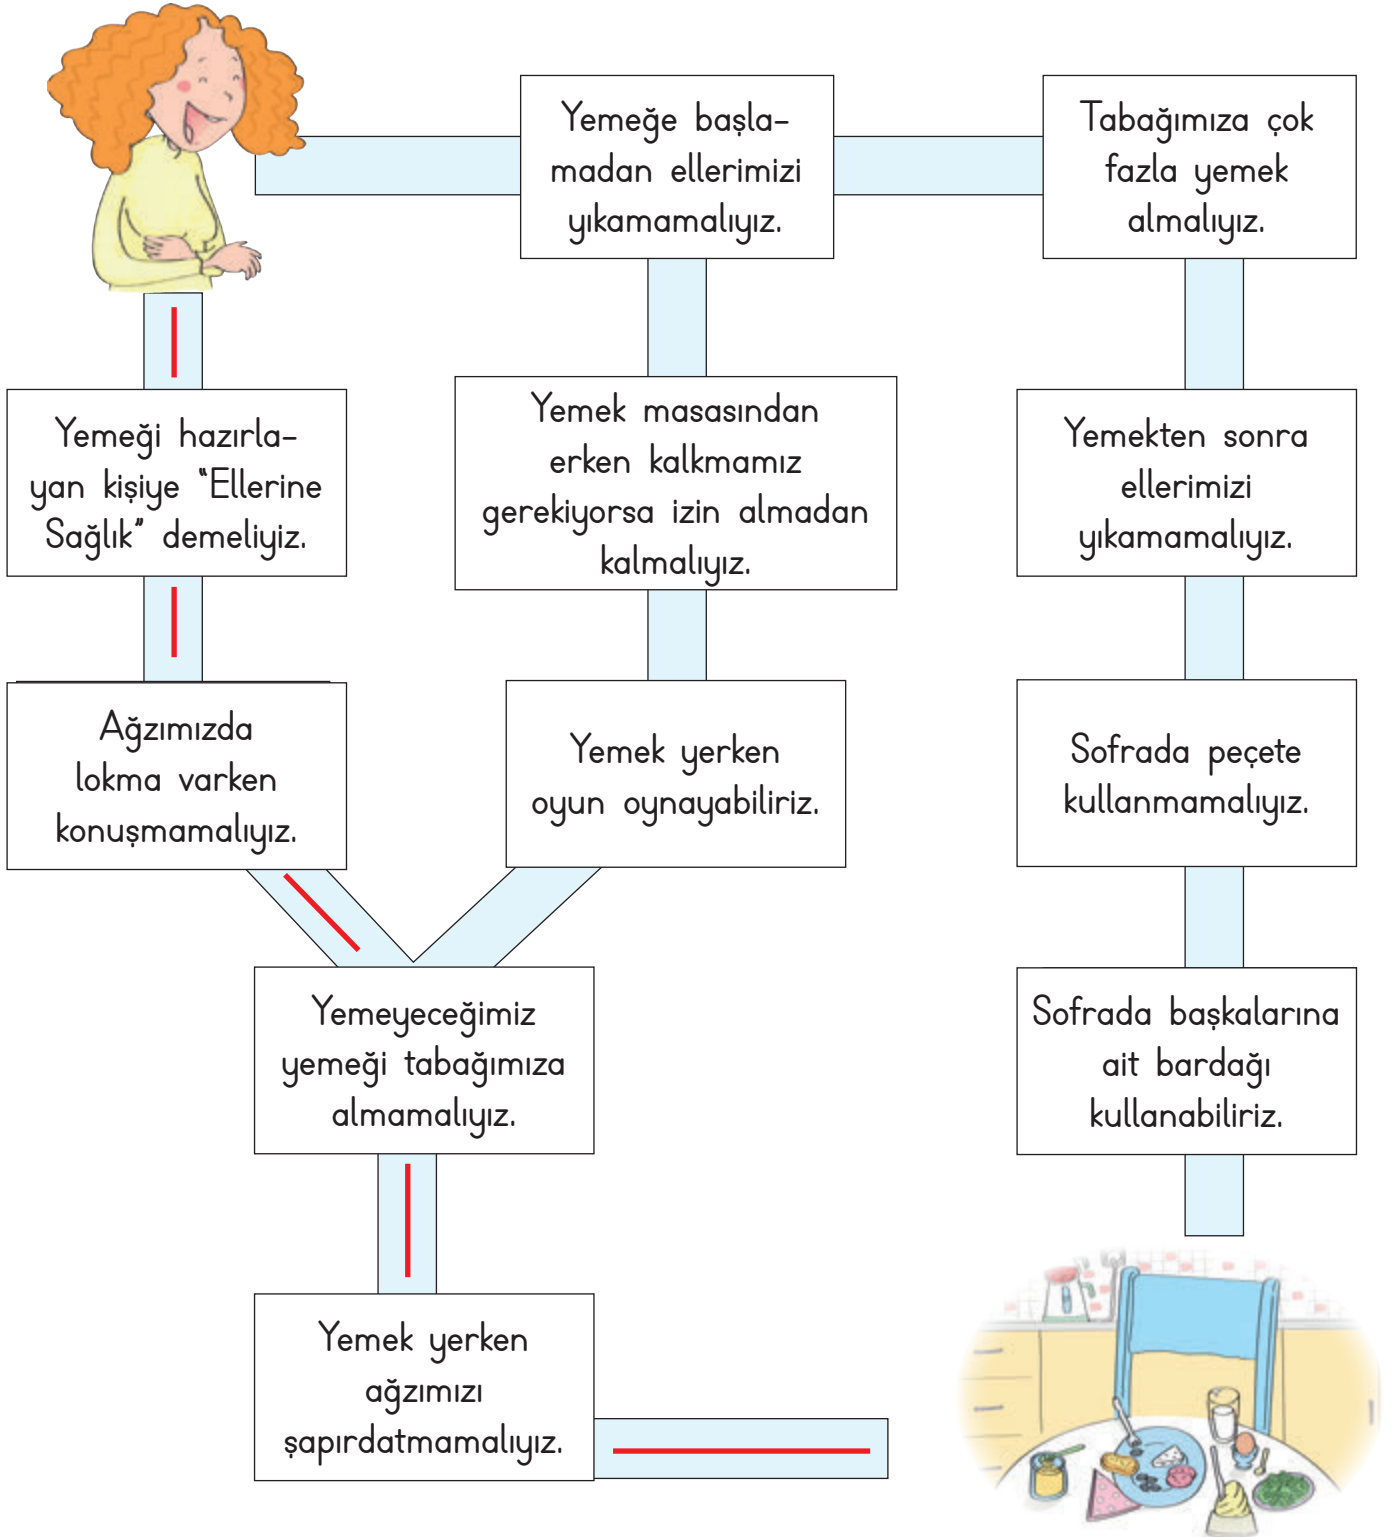 Yemeğe başla-
madan ellerimizi
yıkamamalıyız.
Tabağımıza çok
fazla yemek
almalıyız.
Yemeği hazırla-
yan kişiye “Ellerine
Sağlık” demeliyiz.
Yemek masasından
erken kalkmamız
gerekiyorsa izin almadan
kalmalıyız.
Yemekten sonra
ellerimizi
yıkamamalıyız.
Ağzımızda
lokma varken
konuşmamalıyız.
Yemek yerken
oyun oynayabiliriz.
Sofrada peçete
kullanmamalıyız.
Yemeyeceğimiz
yemeği tabağımıza
almamalıyız.
Sofrada başkalarına
ait bardağı
kullanabiliriz.
Yemek yerken
ağzımızı
şapırdatmamalıyız.